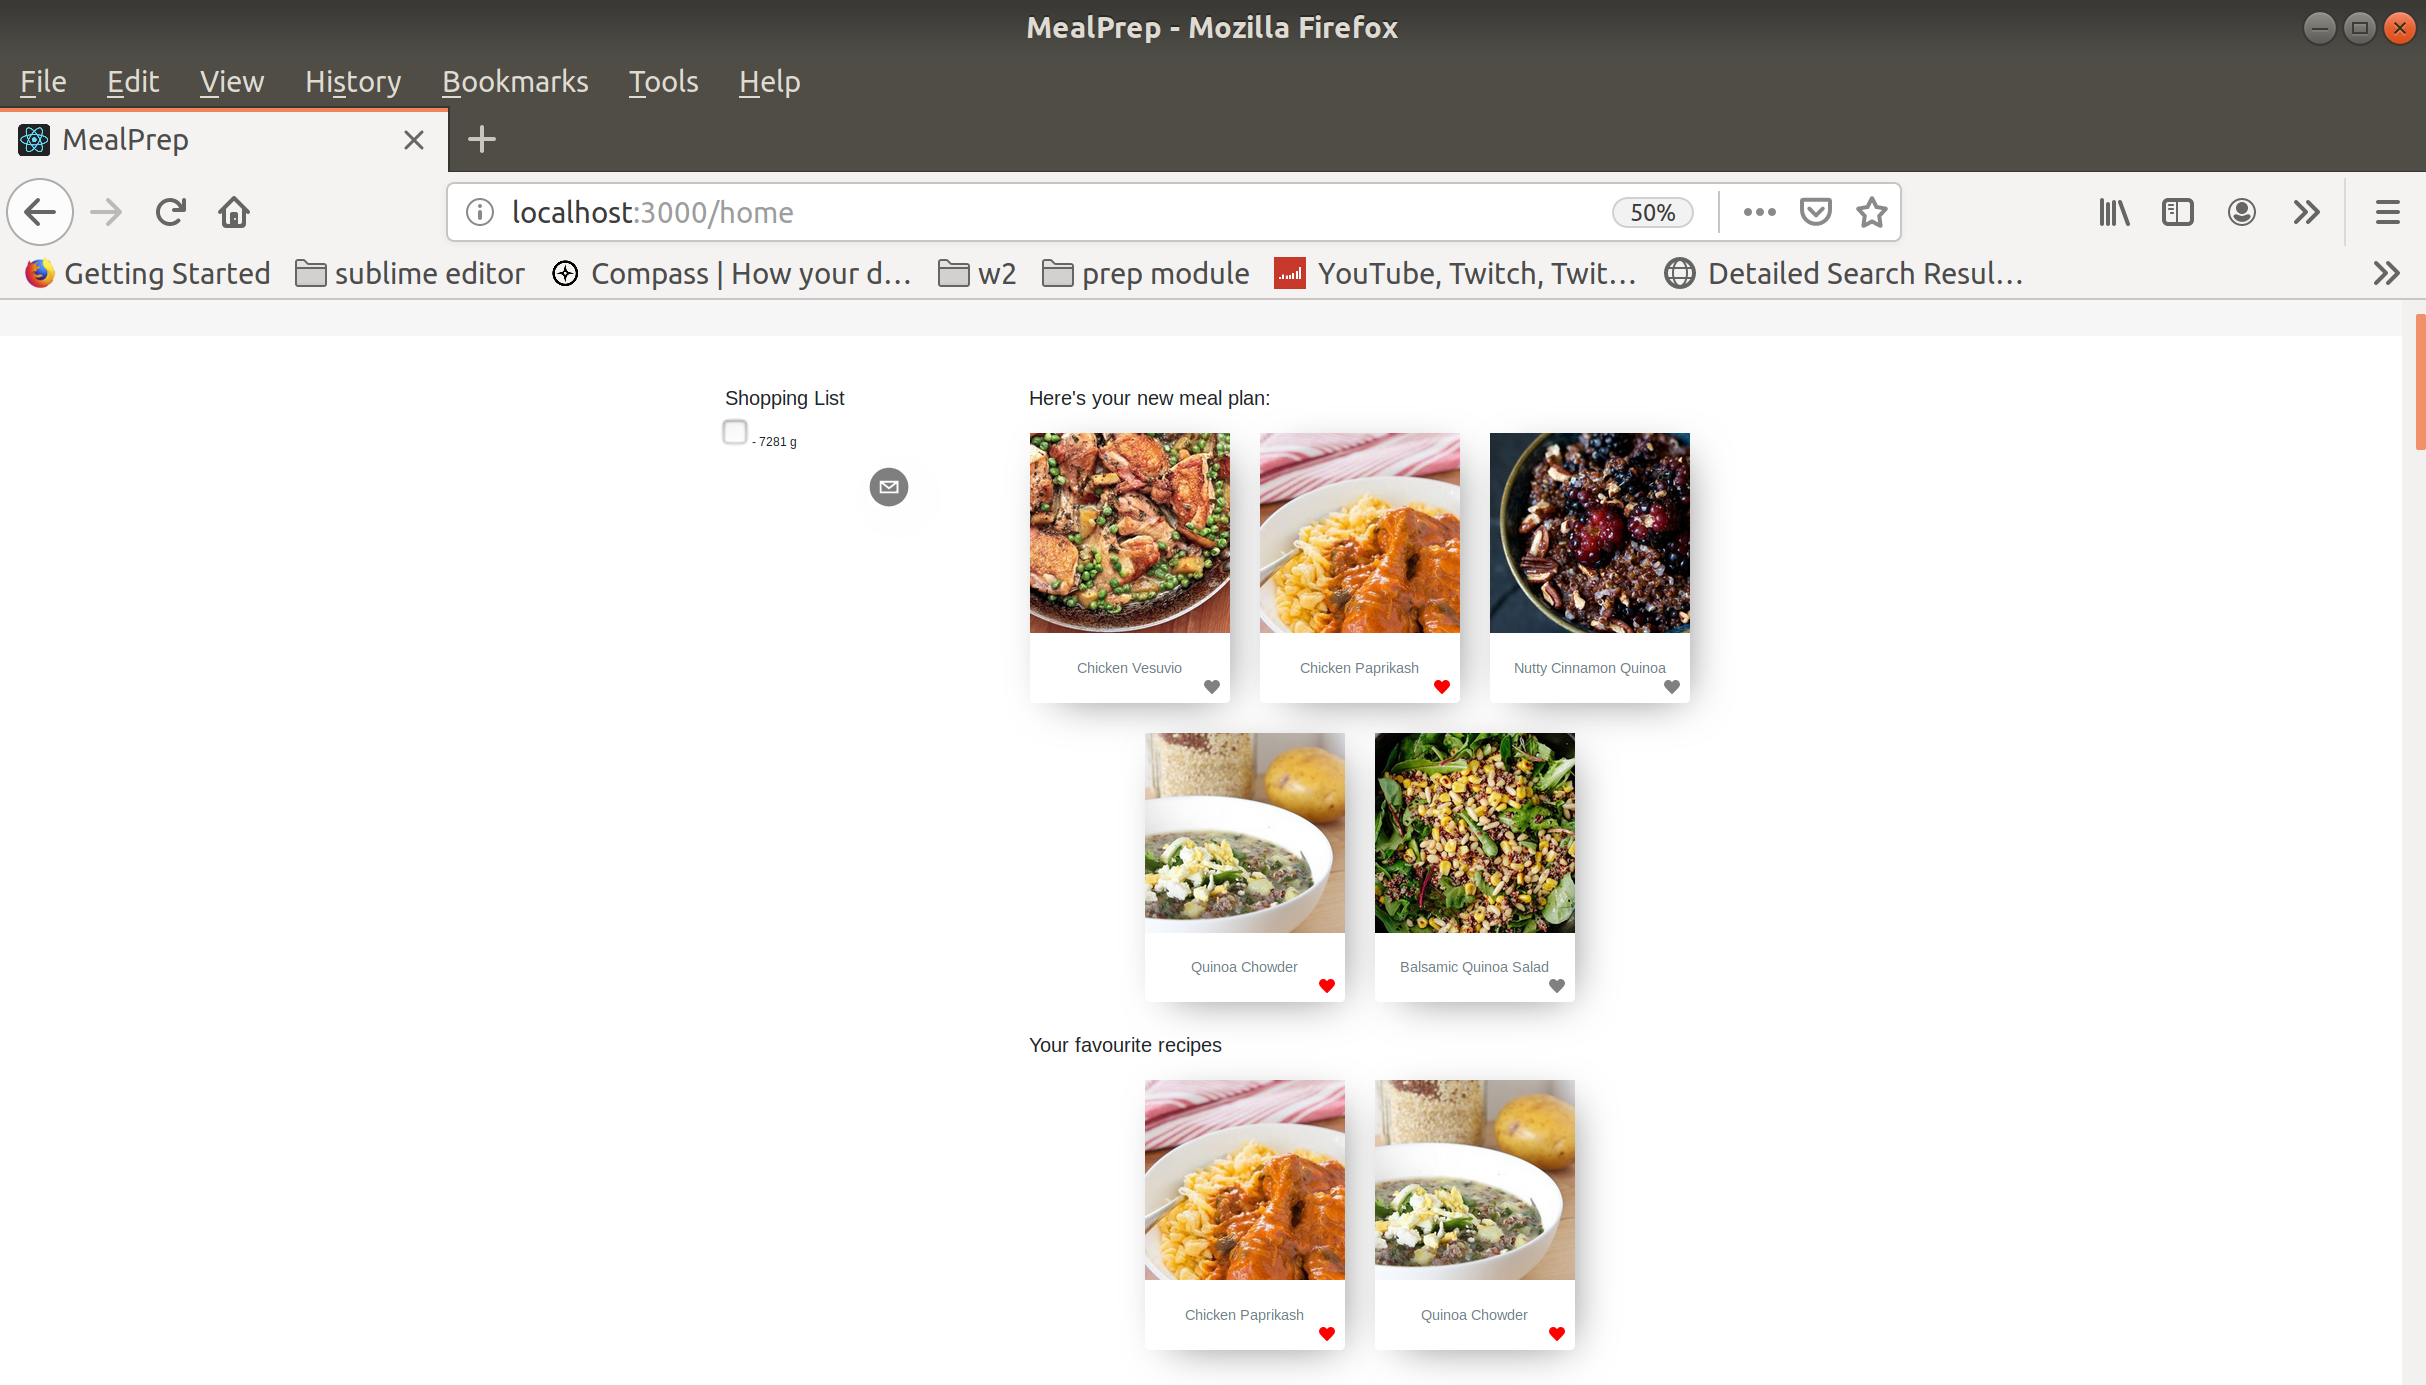 MealPrep - Mozilla Firefox
File Edit View History Bookmarks Tools Help
MealPrep
localhost:3000/home 50%
Getting Started sublime editor Compass | How your d… w2 prep module YouTube, Twitch, Twit… Detailed Search Resul…
Shopping List
- 7281 g
Here's your new meal plan:
Chicken Vesuvio Chicken Paprikash Nutty Cinnamon Quinoa
Quinoa Chowder Balsamic Quinoa Salad
Your favourite recipes
Chicken Paprikash Quinoa Chowder